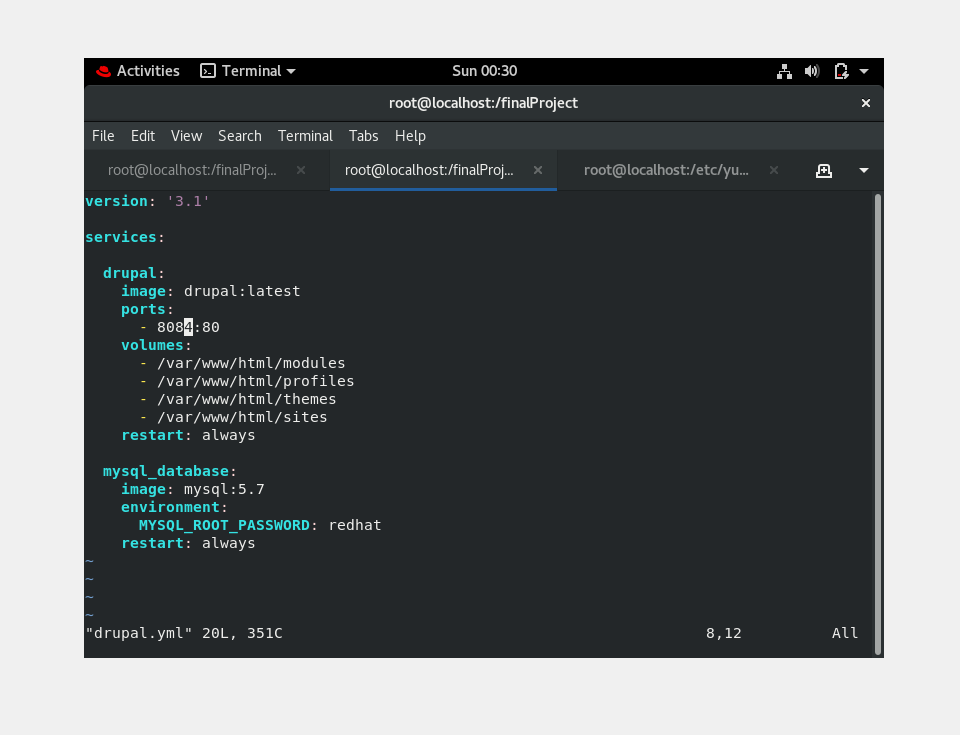 Activities Terminal Sun 00:30
root@localhost:/finalProject
File Edit View Search Terminal Tabs Help
root@localhost:/finalProj... root@localhost:/finalProj... root@localhost:/etc/yu...
version: '3.1'
services:
  drupal:
    image: drupal:latest
    ports:
      - 8084:80
    volumes:
      - /var/www/html/modules
      - /var/www/html/profiles
      - /var/www/html/themes
      - /var/www/html/sites
    restart: always
  mysql_database:
    image: mysql:5.7
    environment:
      MYSQL_ROOT_PASSWORD: redhat
    restart: always
~
~
~
~
"drupal.yml" 20L, 351C 8,12 All